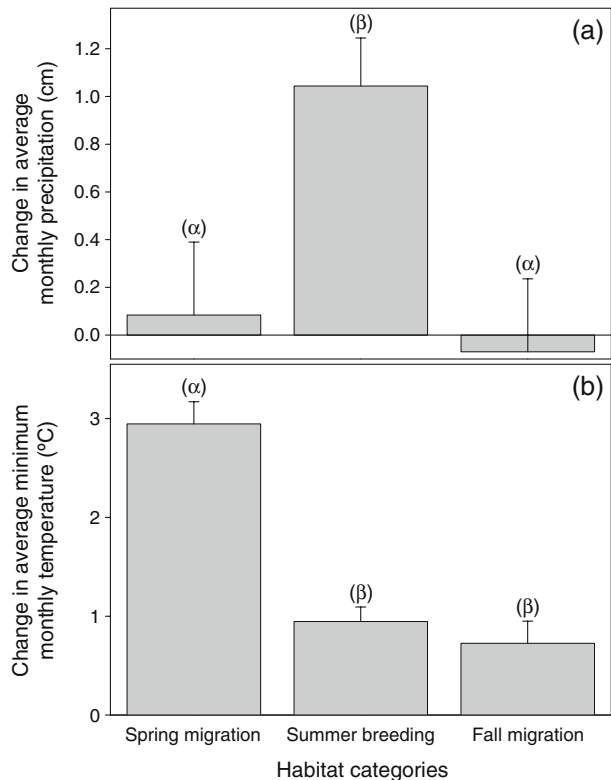 (a)
Change in average
monthly precipitation (cm)
1.2
1.0
0.8
0.6
0.4
0.2
0.0
(α)
(β)
(α)
(b)
Change in average minimum
monthly temperature (ºC)
3
2
1
0
(α)
(β)
(β)
Spring migration Summer breeding Fall migration
Habitat categories